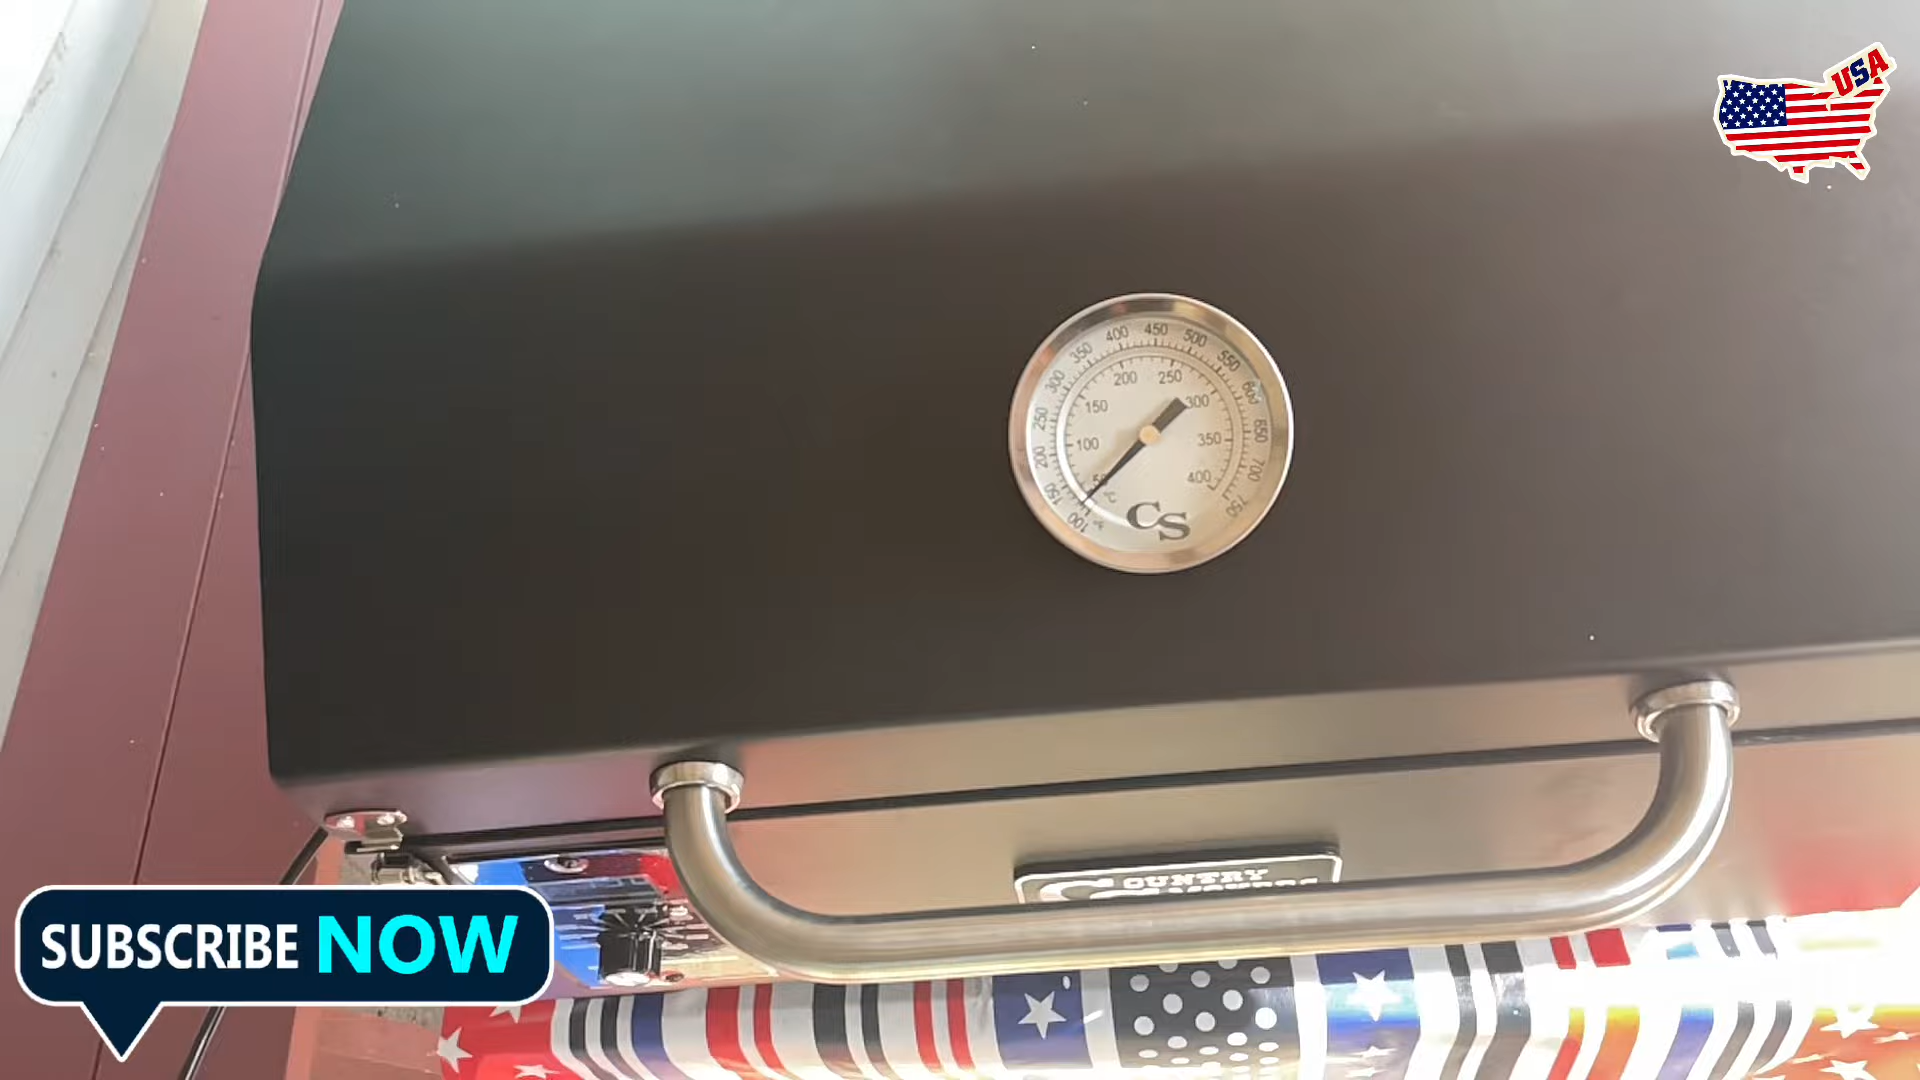 USA
400 450 500
350 550
300 600
250 650
200 700
150 750
100
200 250
150 300
100 350
50 400
°C
°F
CS
COUNTRY
SUBSCRIBE NOW